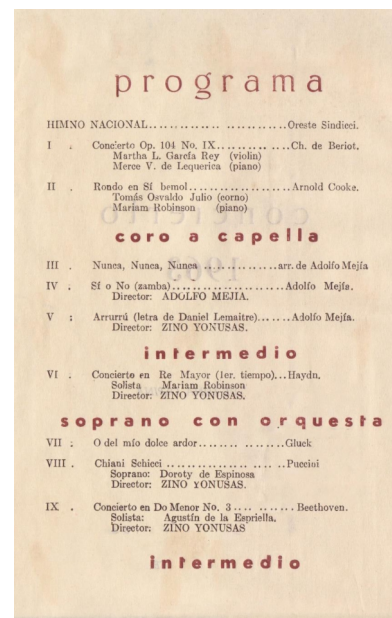 programa
HIMNO NACIONAL.............. ....................Oreste Sindicci.
I . Concierto Op. 104 No. IX..............Ch. de Beriot.
Martha L. García Rey (violín)
Merce V. de Lequerica (piano)
II . Rondo en Sí bemol......................Arnold Cooke.
Tomás Osvaldo Julio (corno)
Mariam Robinson (piano)
coro a capella
III . Nunca, Nunca, Nunca ..............arr. de Adolfo Mejía
IV . Sí o No (zamba)......................Adolfo Mejía.
Director: ADOLFO MEJIA.
V : Arrurrú (letra de Daniel Lemaitre).......Adolfo Mejía.
Director: ZINO YONUSAS.
intermedio
VI . Concierto en Re Mayor (1er. tiempo)...Haydn.
Solista Mariam Robinson
Director: ZINO YONUSAS.
soprano con orquesta
VII : O del mío dolce ardor........ .........Gluck
VIII . Chiani Schicci .................. .. ..Puccini
Soprano: Doroty de Espinosa
Director: ZINO YONUSAS.
IX . Concierto en Do Menor No. 3.... ......... Beethoven.
Solista: Agustín de la Espriella.
Director: ZINO YONUSAS
intermedio